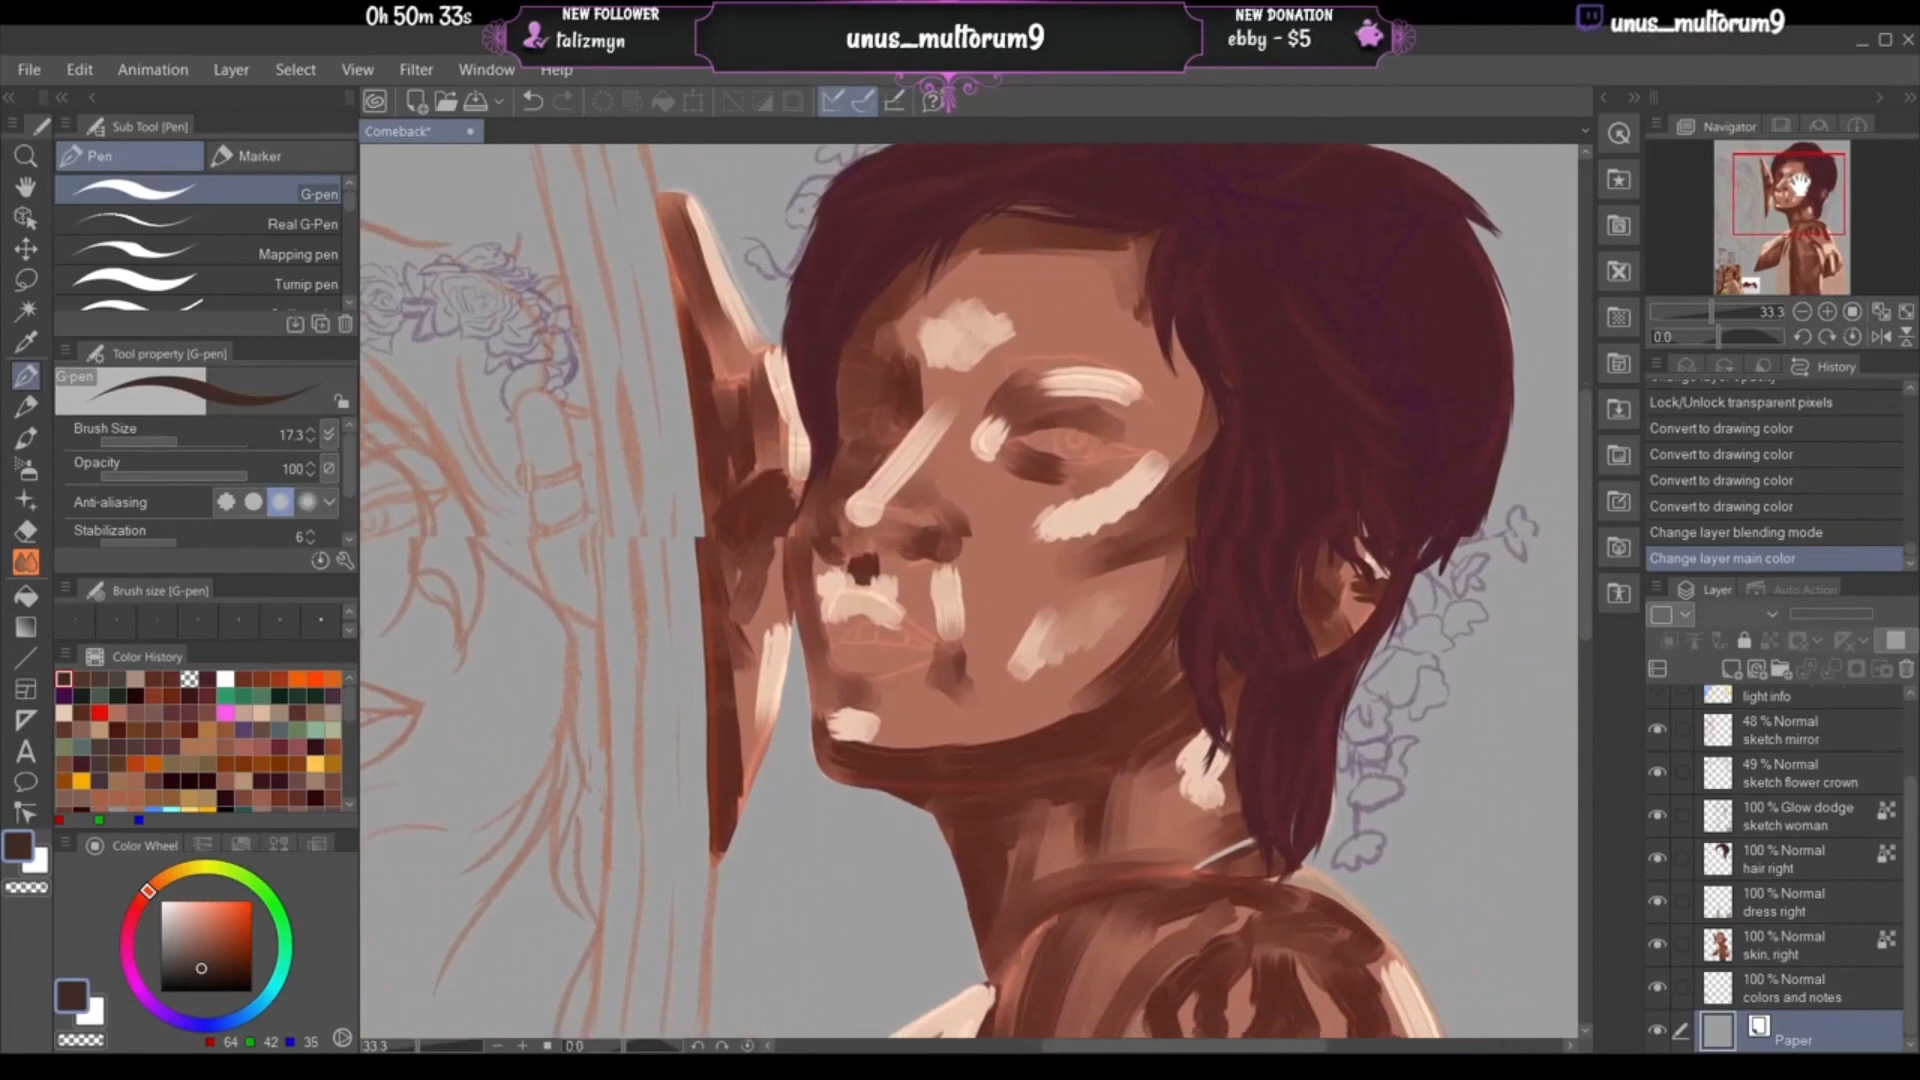 0h 50m 33s
NEW FOLLOWER
talizmyn
unus_multorum9
NEW DONATION
ebby - $5
unus_multorum9
File Edit Animation Layer Select View Filter Window Help
Sub Tool [Pen]
Comeback*
Navigator
Pen
Marker
G-pen
Real G-Pen
Mapping pen
Turnip pen
33.3
0.0
Tool property [G-pen]
History
G-pen
Lock/Unlock transparent pixels
Brush Size 17.3
Convert to drawing color
Convert to drawing color
Opacity 100
Convert to drawing color
Anti-aliasing
Convert to drawing color
Stabilization 6
Change layer blending mode
Change layer main color
Brush size [G-pen]
Layer
Auto Action
Color History
light info
48 % Normal
sketch mirror
49 % Normal
sketch flower crown
100 % Glow dodge
sketch woman
Color Wheel
100 % Normal
hair right
100 % Normal
dress right
100 % Normal
skin, right
100 % Normal
colors and notes
Paper
64 42 35
33.3
0.0